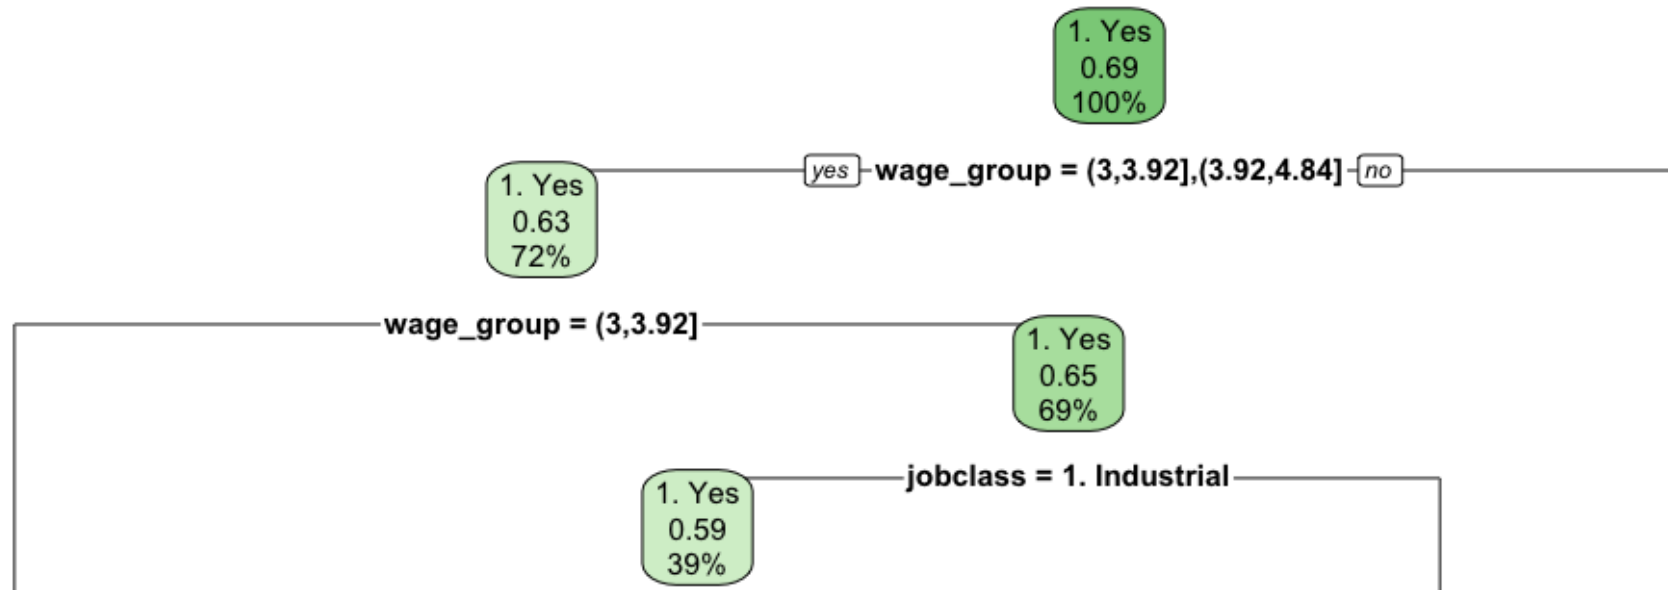 1. Yes
0.69
100%
yes wage_group = (3,3.92],(3.92,4.84] no
1. Yes
0.63
72%
wage_group = (3,3.92]
1. Yes
0.65
69%
jobclass = 1. Industrial
1. Yes
0.59
39%